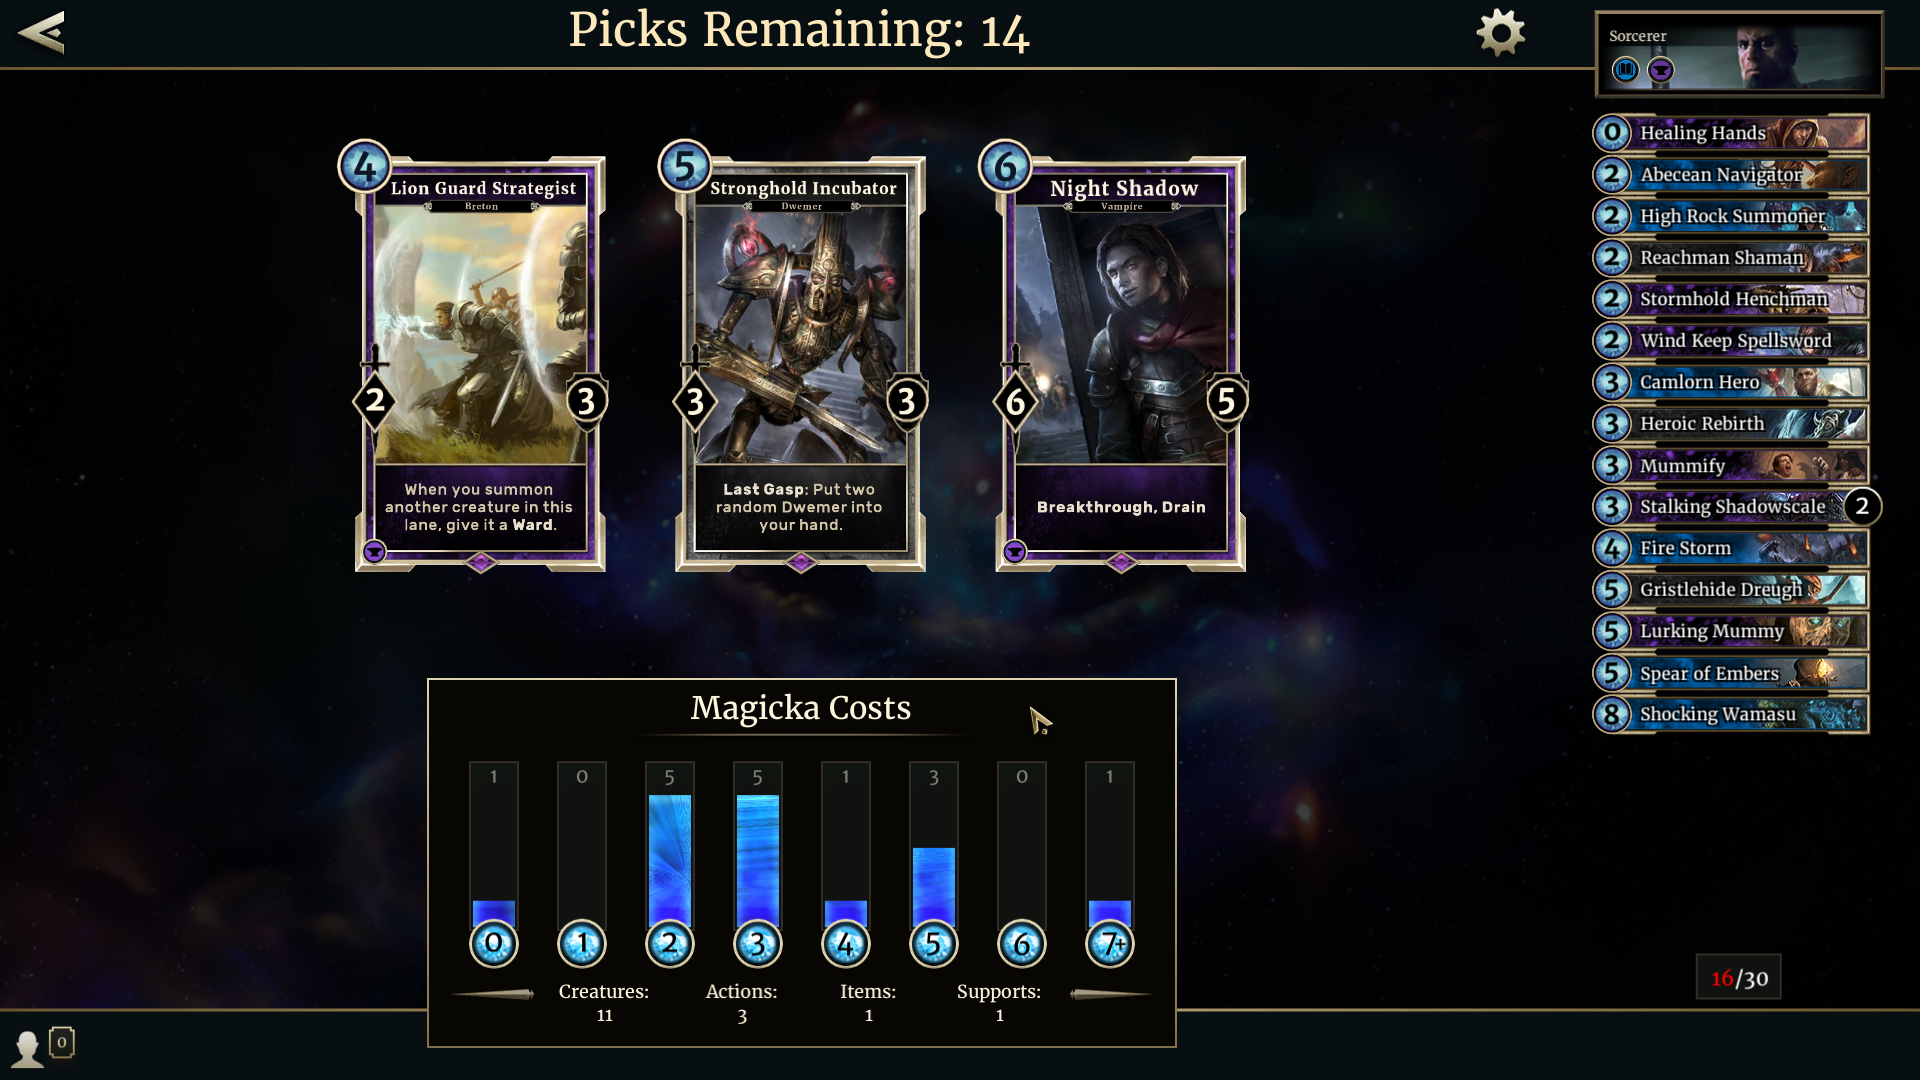 Picks Remaining: 14
Sorcerer
4
Lion Guard Strategist
Breton
2
3
When you summon
another creature in this
lane, give it a Ward.
5
Stronghold Incubator
Dwemer
3
3
Last Gasp: Put two
random Dwemer into
your hand.
6
Night Shadow
Vampire
6
5
Breakthrough, Drain
0 Healing Hands
2 Abecean Navigator
2 High Rock Summoner
2 Reachman Shaman
2 Stormhold Henchman
2 Wind Keep Spellsword
3 Camlorn Hero
3 Heroic Rebirth
3 Mummify
3 Stalking Shadowscale 2
4 Fire Storm
5 Gristlehide Dreugh
5 Lurking Mummy
5 Spear of Embers
8 Shocking Wamasu
Magicka Costs
1 0 5 5 1 3 0 1
0 1 2 3 4 5 6 7+
Creatures: Actions: Items: Supports:
11 3 1 1
16/30
0